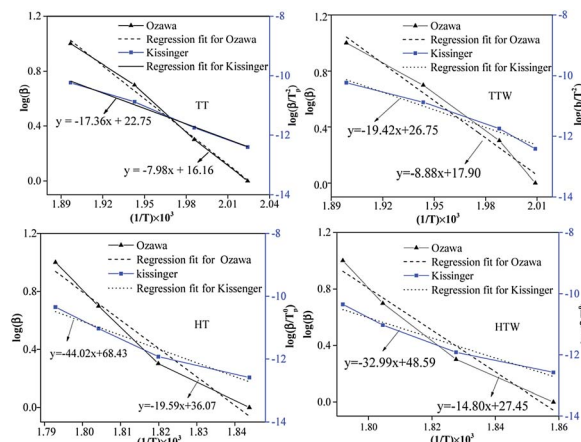 Ozawa
Regression fit for Ozawa
Kissinger
Regression fit for Kissinger
TT
y = -17.36x + 22.75
y = -7.98x + 16.16
log(β)
1.2
0.8
0.4
0.0
1.89
1.92
1.95
1.98
2.01
2.04
(1/T)×10³
-8
-10
-12
-14
Ozawa
Regression fit for Ozawa
Kissinger
Regression fit for Kissinger
TTW
y=-19.42x+26.75
y=-8.88x+17.90
log(β)
1.2
0.8
0.4
0.0
1.89
1.92
1.95
1.98
2.01
(1/T)×10³
-8
-10
-12
-14
Ozawa
Regression fit for Ozawa
kissinger
Regression fit for Kissenger
HT
y=-44.02x+68.43
y=-19.59x+36.07
log(β)
1.2
0.8
0.4
0.0
1.79
1.80
1.81
1.82
1.83
1.84
(1/T)×10³
-8
-10
-12
-14
Ozawa
Regression fit for Ozawa
Kissinger
Regression fit for Kissinger
HTW
y=-32.99x+48.59
y=-14.80x+27.45
log(β)
1.2
0.8
0.4
0.0
1.80
1.82
1.84
1.86
(1/T)×10³
-8
-10
-12
-14